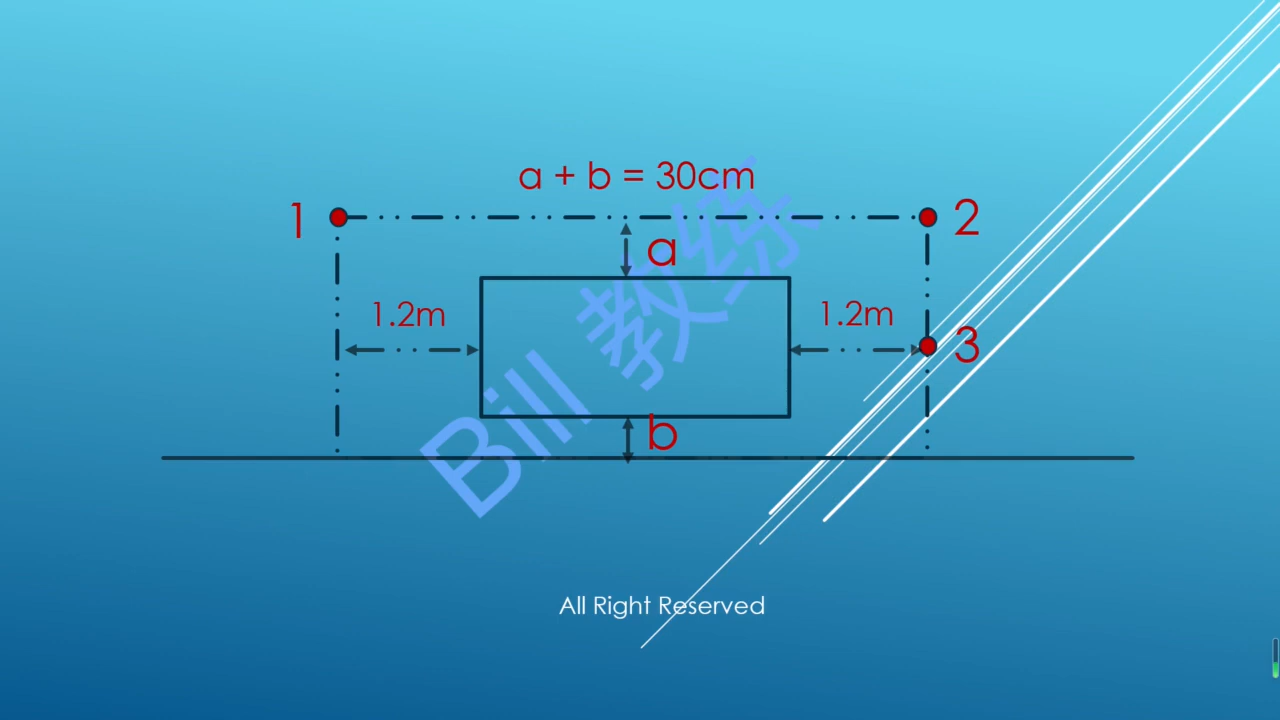 a + b = 30cm
1
2
a
1.2m
1.2m
3
b
Bill 教练
All Right Reserved